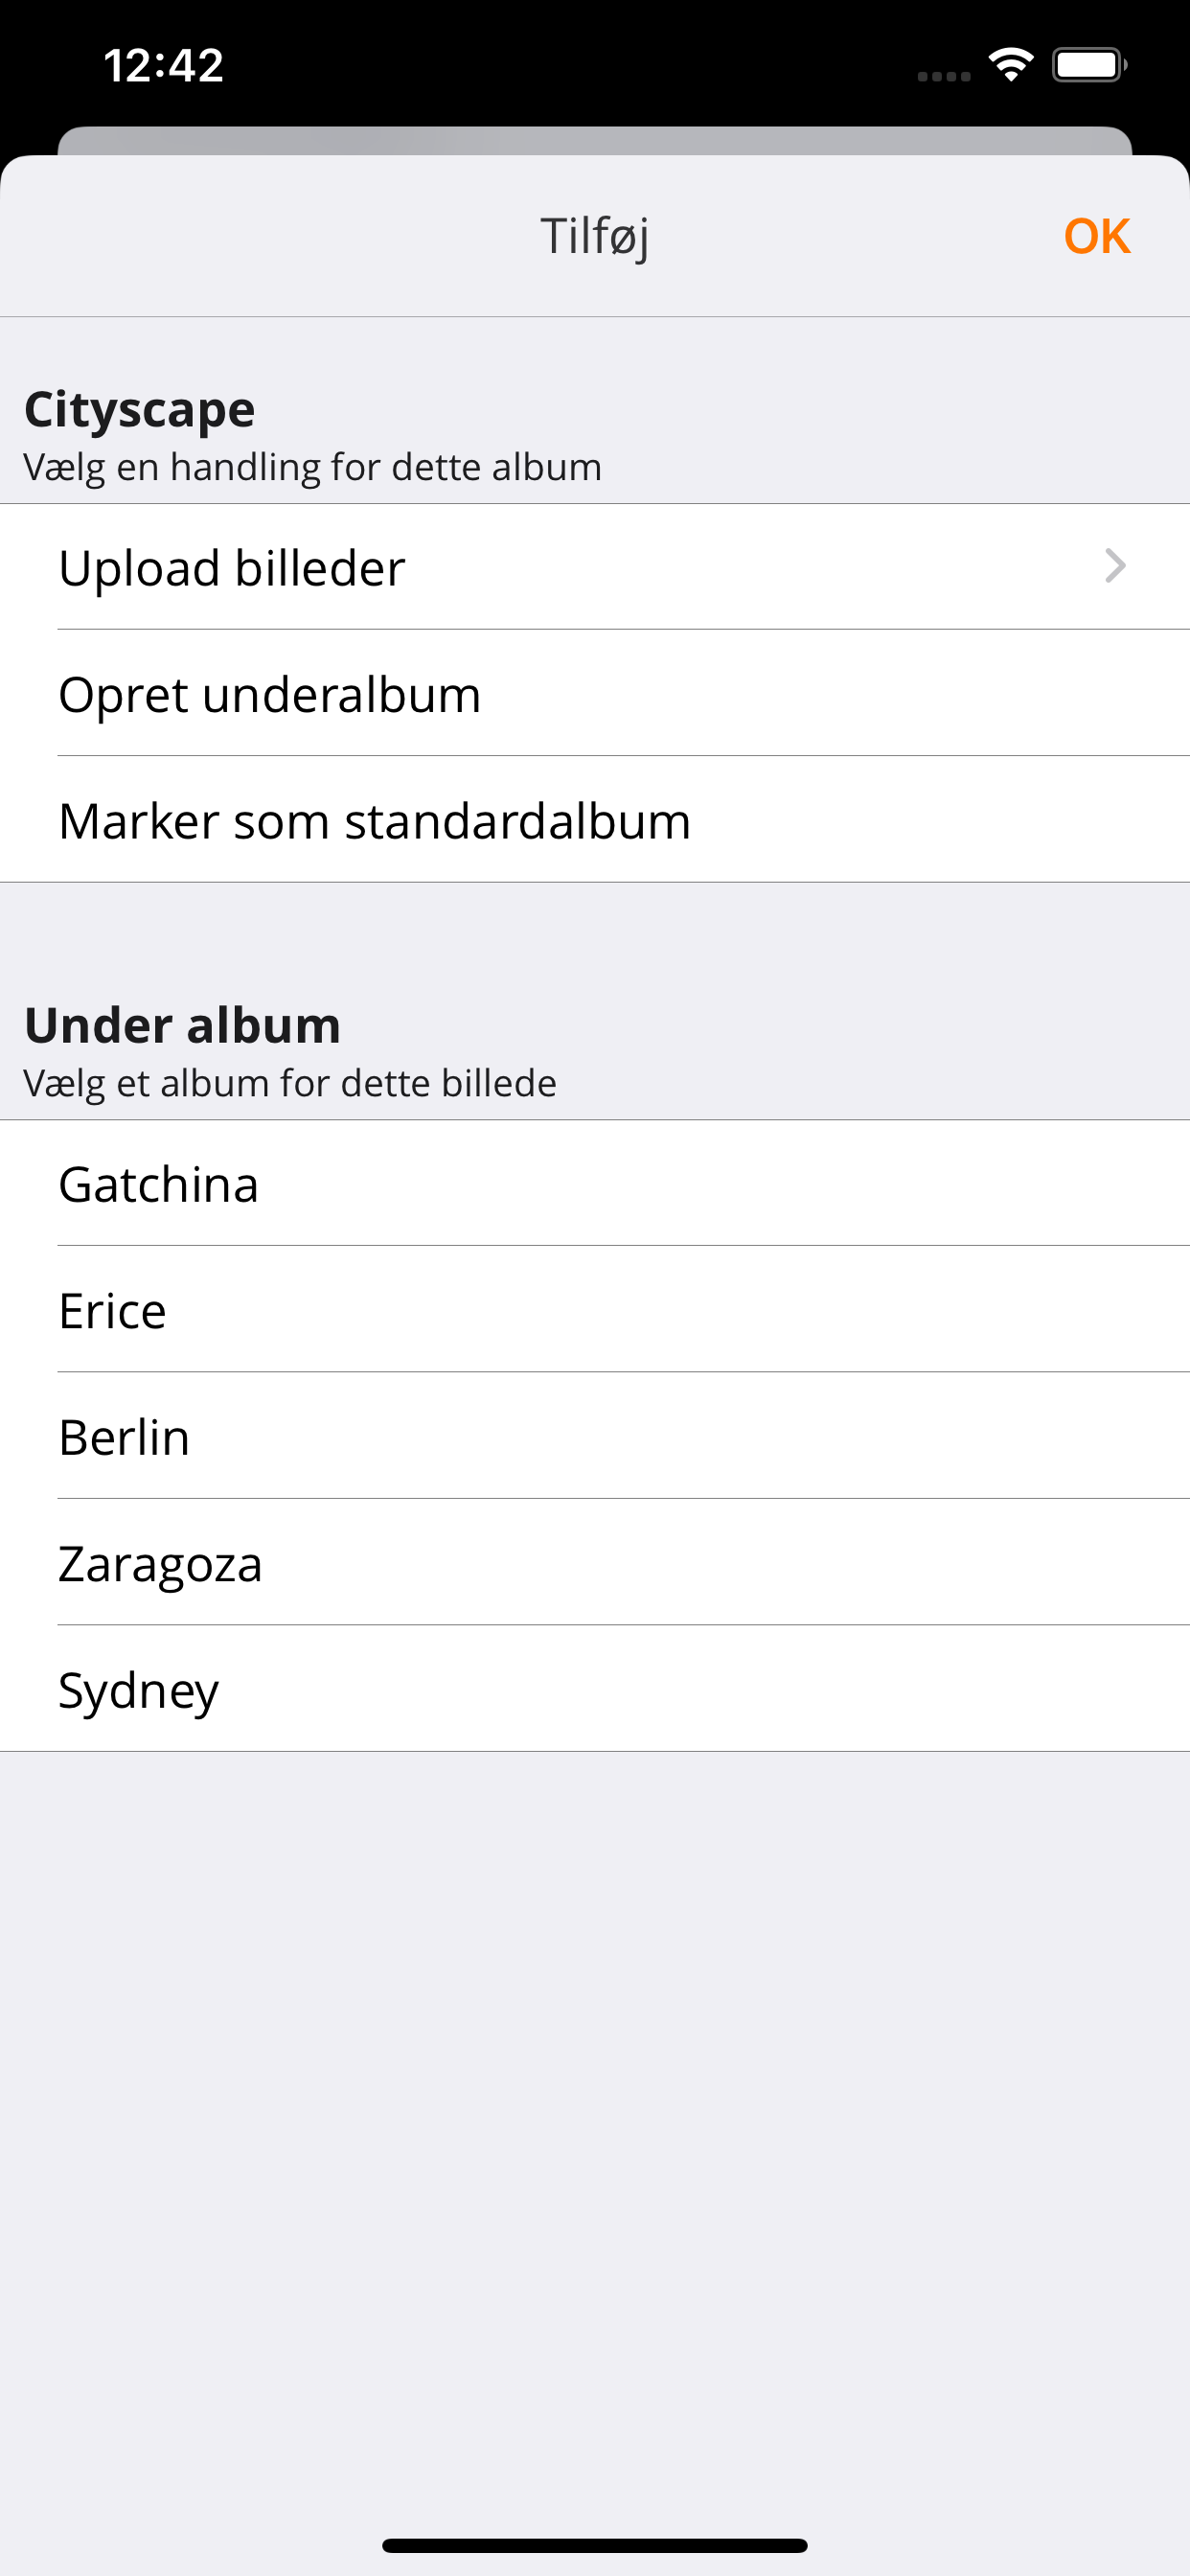 12:42
Tilføj
OK
Cityscape
Vælg en handling for dette album
Upload billeder
Opret underalbum
Marker som standardalbum
Under album
Vælg et album for dette billede
Gatchina
Erice
Berlin
Zaragoza
Sydney